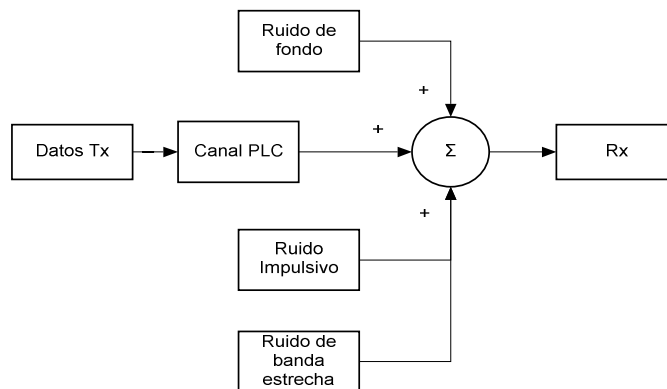 Ruido de
fondo
+
+
Datos Tx
Canal PLC
Σ
Rx
+
Ruido
Impulsivo
Ruido de
banda
estrecha